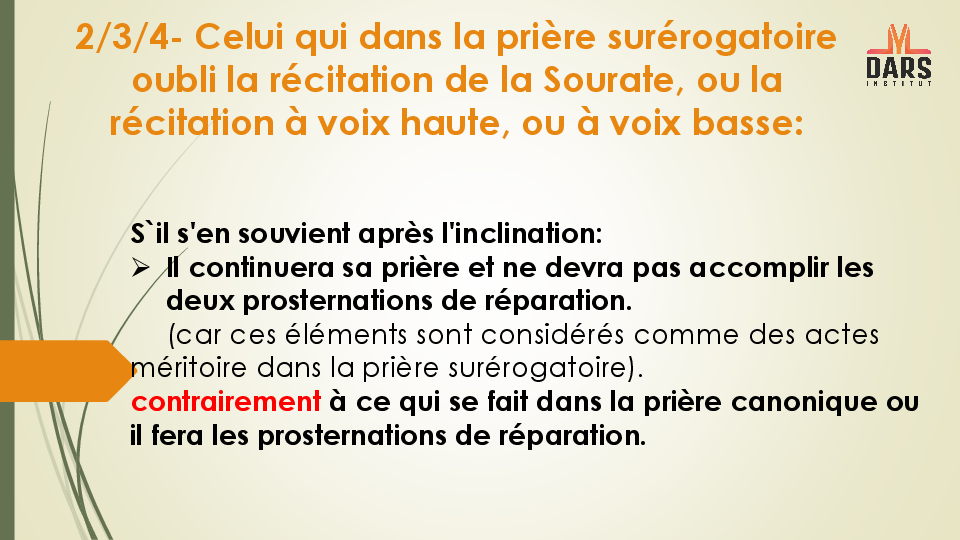 2/3/4- Celui qui dans la prière surérogatoire
oubli la récitation de la Sourate, ou la
récitation à voix haute, ou à voix basse:
M
DARS
INSTITUT
S`il s'en souvient après l'inclination:
➢ Il continuera sa prière et ne devra pas accomplir les
deux prosternations de réparation.
(car ces éléments sont considérés comme des actes
méritoire dans la prière surérogatoire).
contrairement à ce qui se fait dans la prière canonique ou
il fera les prosternations de réparation.